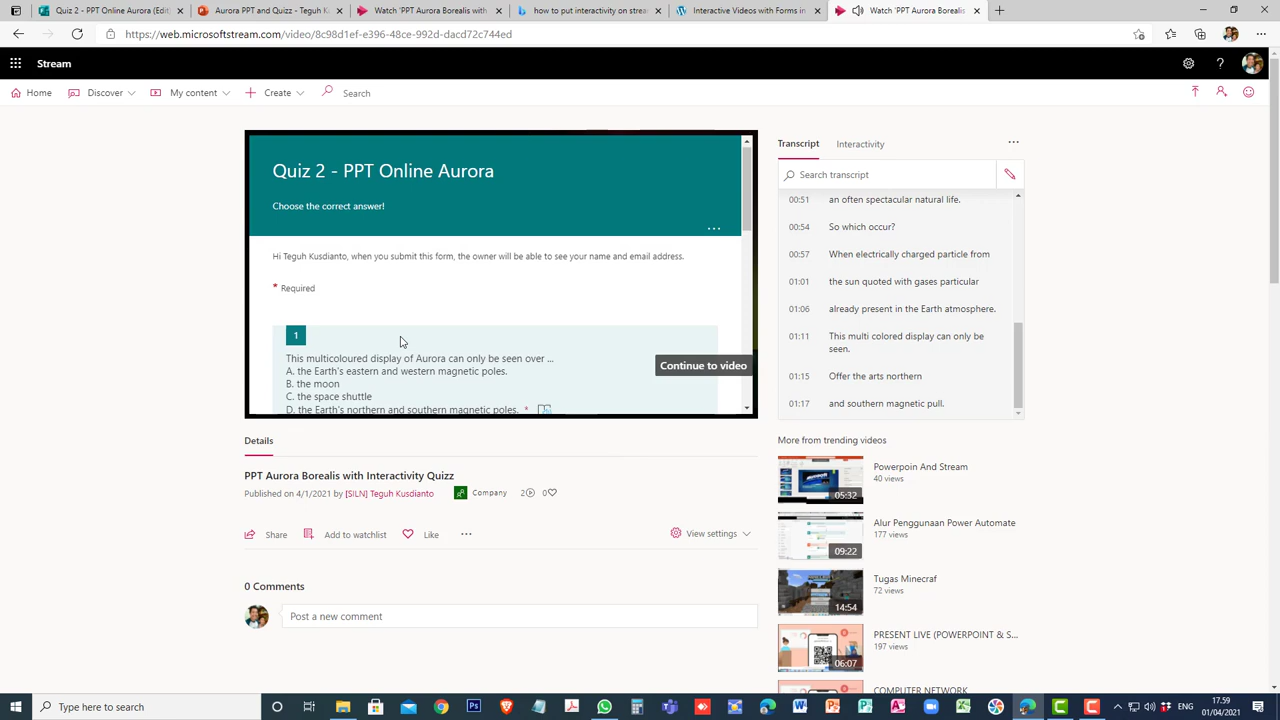 Quiz 2 - PPT Online Aurora (Edit)
Aurora PPT Quiz with Interactivity
Watch 'PPT Aurora Borealis with
how to put interactivity on stream
Interactive Videos with Forms in
Watch 'PPT Aurora Borealis
https://web.microsoftstream.com/video/8c98d1ef-e396-48ce-992d-dacd72c744ed
Stream
Home Discover My content Create Search
Quiz 2 - PPT Online Aurora
Choose the correct answer!
...
Hi Teguh Kusdianto, when you submit this form, the owner will be able to see your name and email address.
* Required
1
This multicoloured display of Aurora can only be seen over ...
A. the Earth's eastern and western magnetic poles.
B. the moon
C. the space shuttle
D. the Earth's northern and southern magnetic poles. *
Continue to video
Transcript Interactivity ...
Search transcript
00:51 an often spectacular natural life.
00:54 So which occur?
00:57 When electrically charged particle from
01:01 the sun quoted with gases particular
01:06 already present in the Earth atmosphere.
01:11 This multi colored display can only be
seen.
01:15 Offer the arts northern
01:17 and southern magnetic pull.
Details
PPT Aurora Borealis with Interactivity Quizz
Published on 4/1/2021 by [SILN] Teguh Kusdianto Company 2 0
Share Add to watchlist Like ...
View settings
0 Comments
Post a new comment
More from trending videos
Powerpoin And Stream
40 views
05:32
Alur Penggunaan Power Automate
177 views
09:22
Tugas Minecraf
72 views
14:54
PRESENT LIVE (POWERPOINT & S...
197 views
06:07
COMPUTER NETWORK
Type here to search
ENG
17.59
01/04/2021